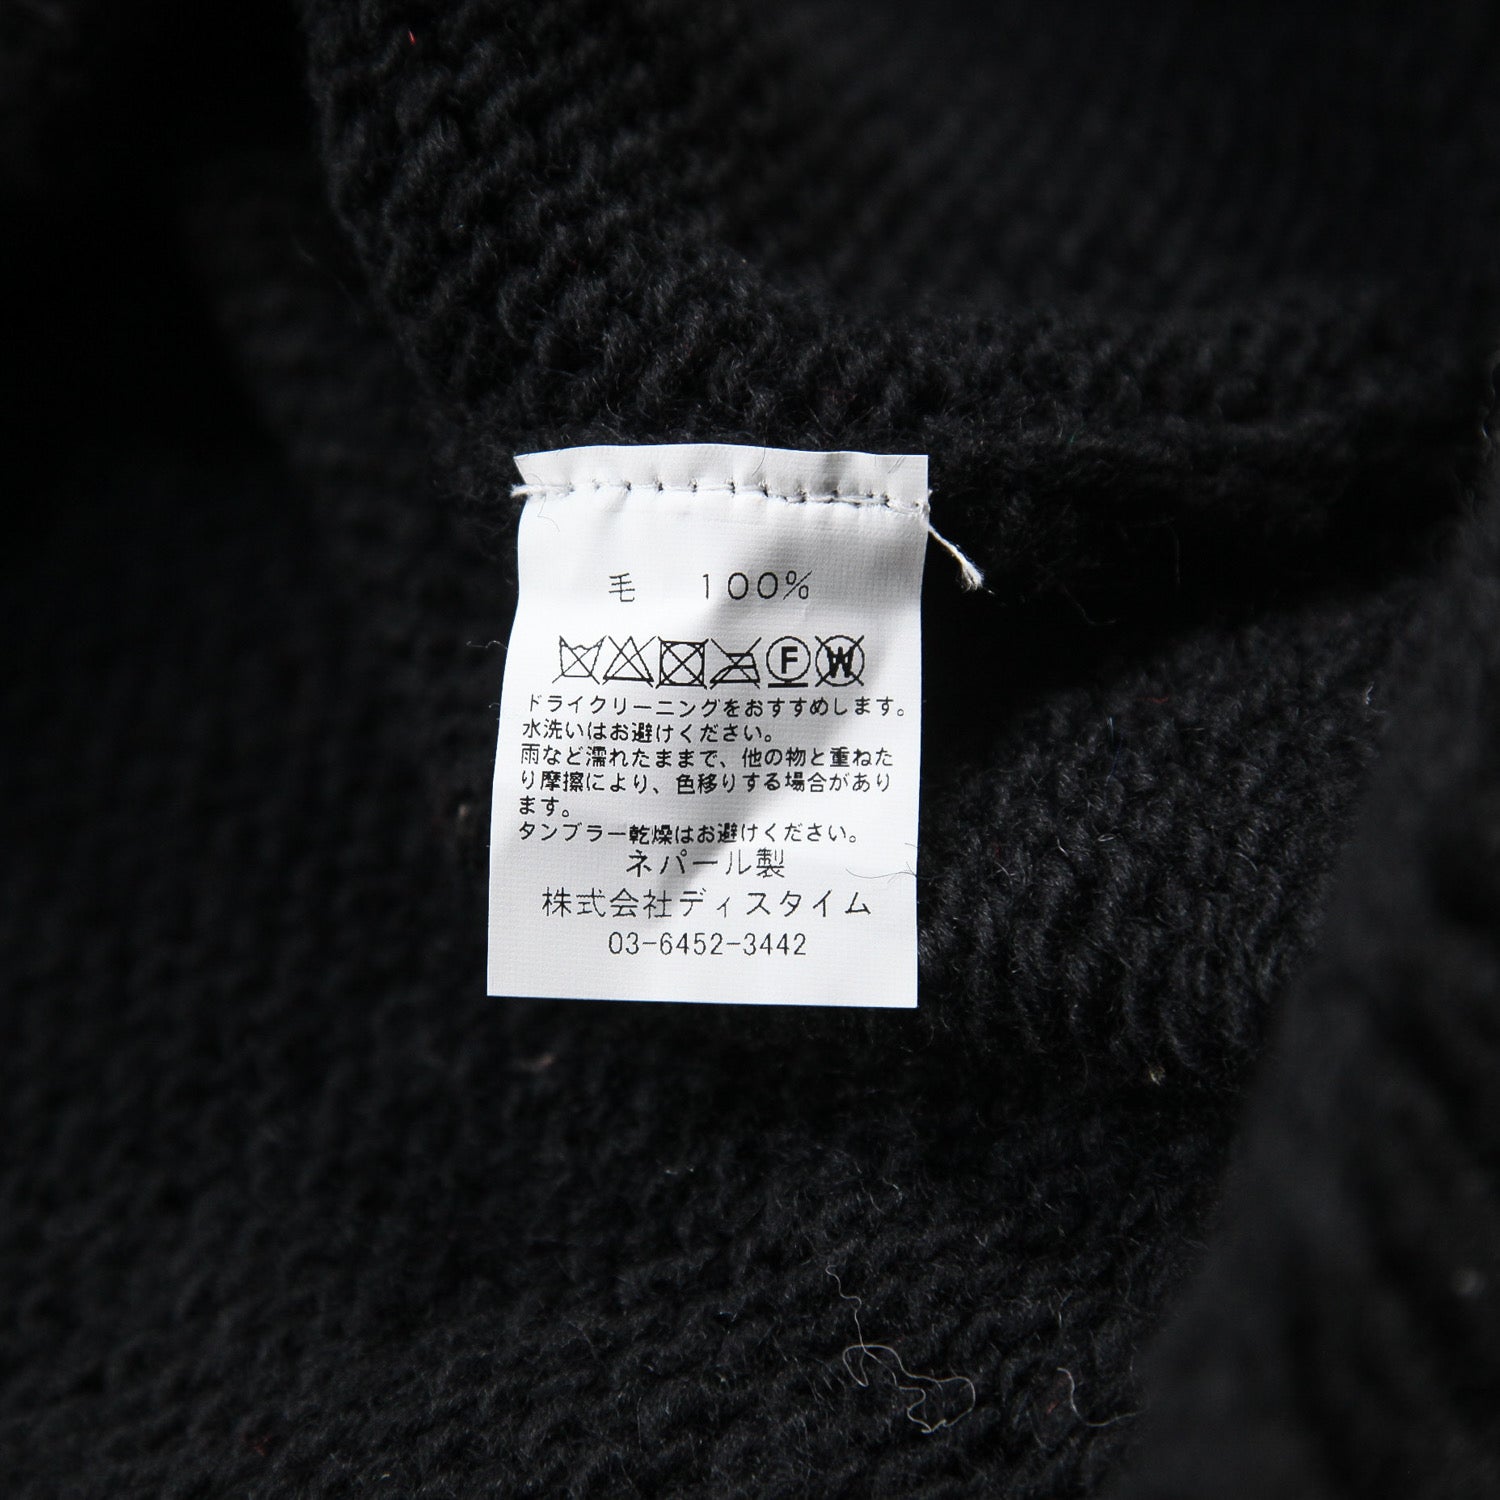 毛 100%
F W
ドライクリーニングをおすすめします。
水洗いはお避けください。
雨など濡れたままで、他の物と重ねた
り摩擦により、色移りする場合があり
ます。
タンブラー乾燥はお避けください。
ネパール製
株式会社ディスタイム
03-6452-3442